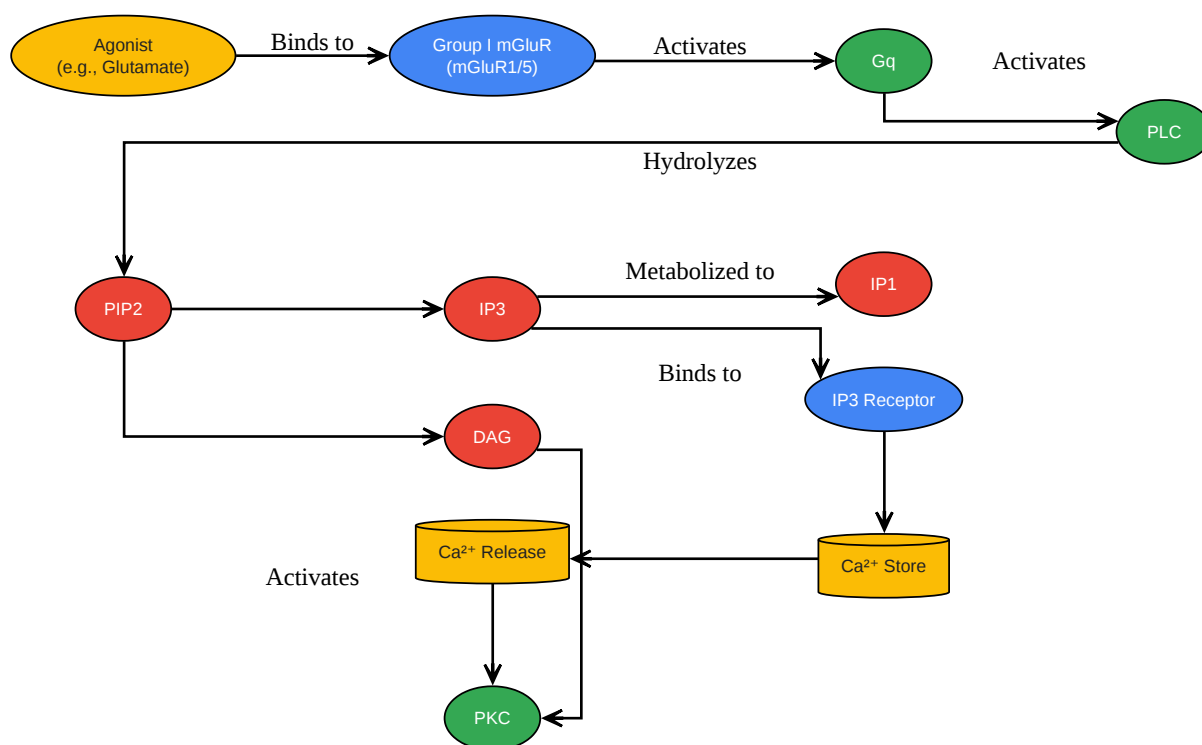 Agonist
(e.g., Glutamate)
Binds to
Group I mGluR
(mGluR1/5)
Activates
Gq
Activates
PLC
Hydrolyzes
PIP2
IP3
Metabolized to
IP1
Binds to
IP3 Receptor
DAG
Ca²⁺ Release
Ca²⁺ Store
Activates
PKC